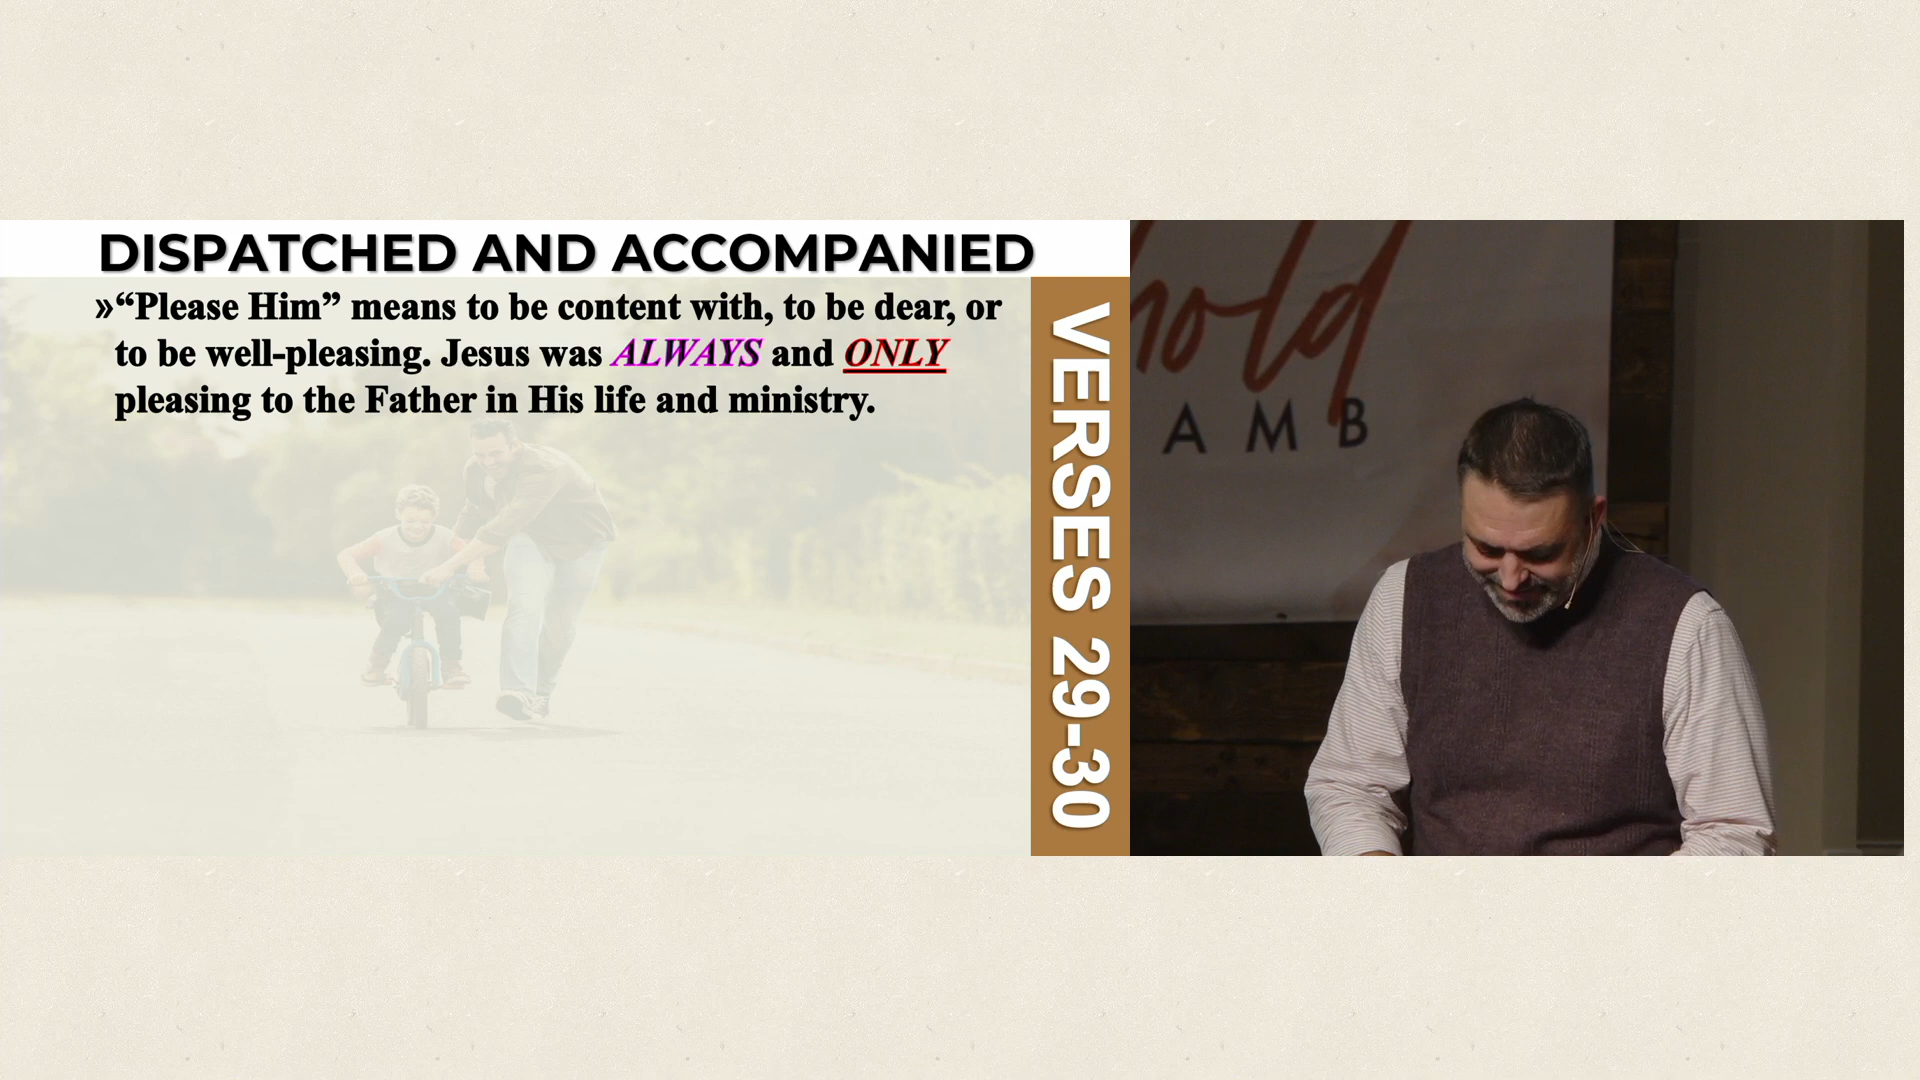 DISPATCHED AND ACCOMPANIED
»“Please Him” means to be content with, to be dear, or
to be well-pleasing. Jesus was ALWAYS and ONLY
pleasing to the Father in His life and ministry.
VERSES 29-30
hold
AMB